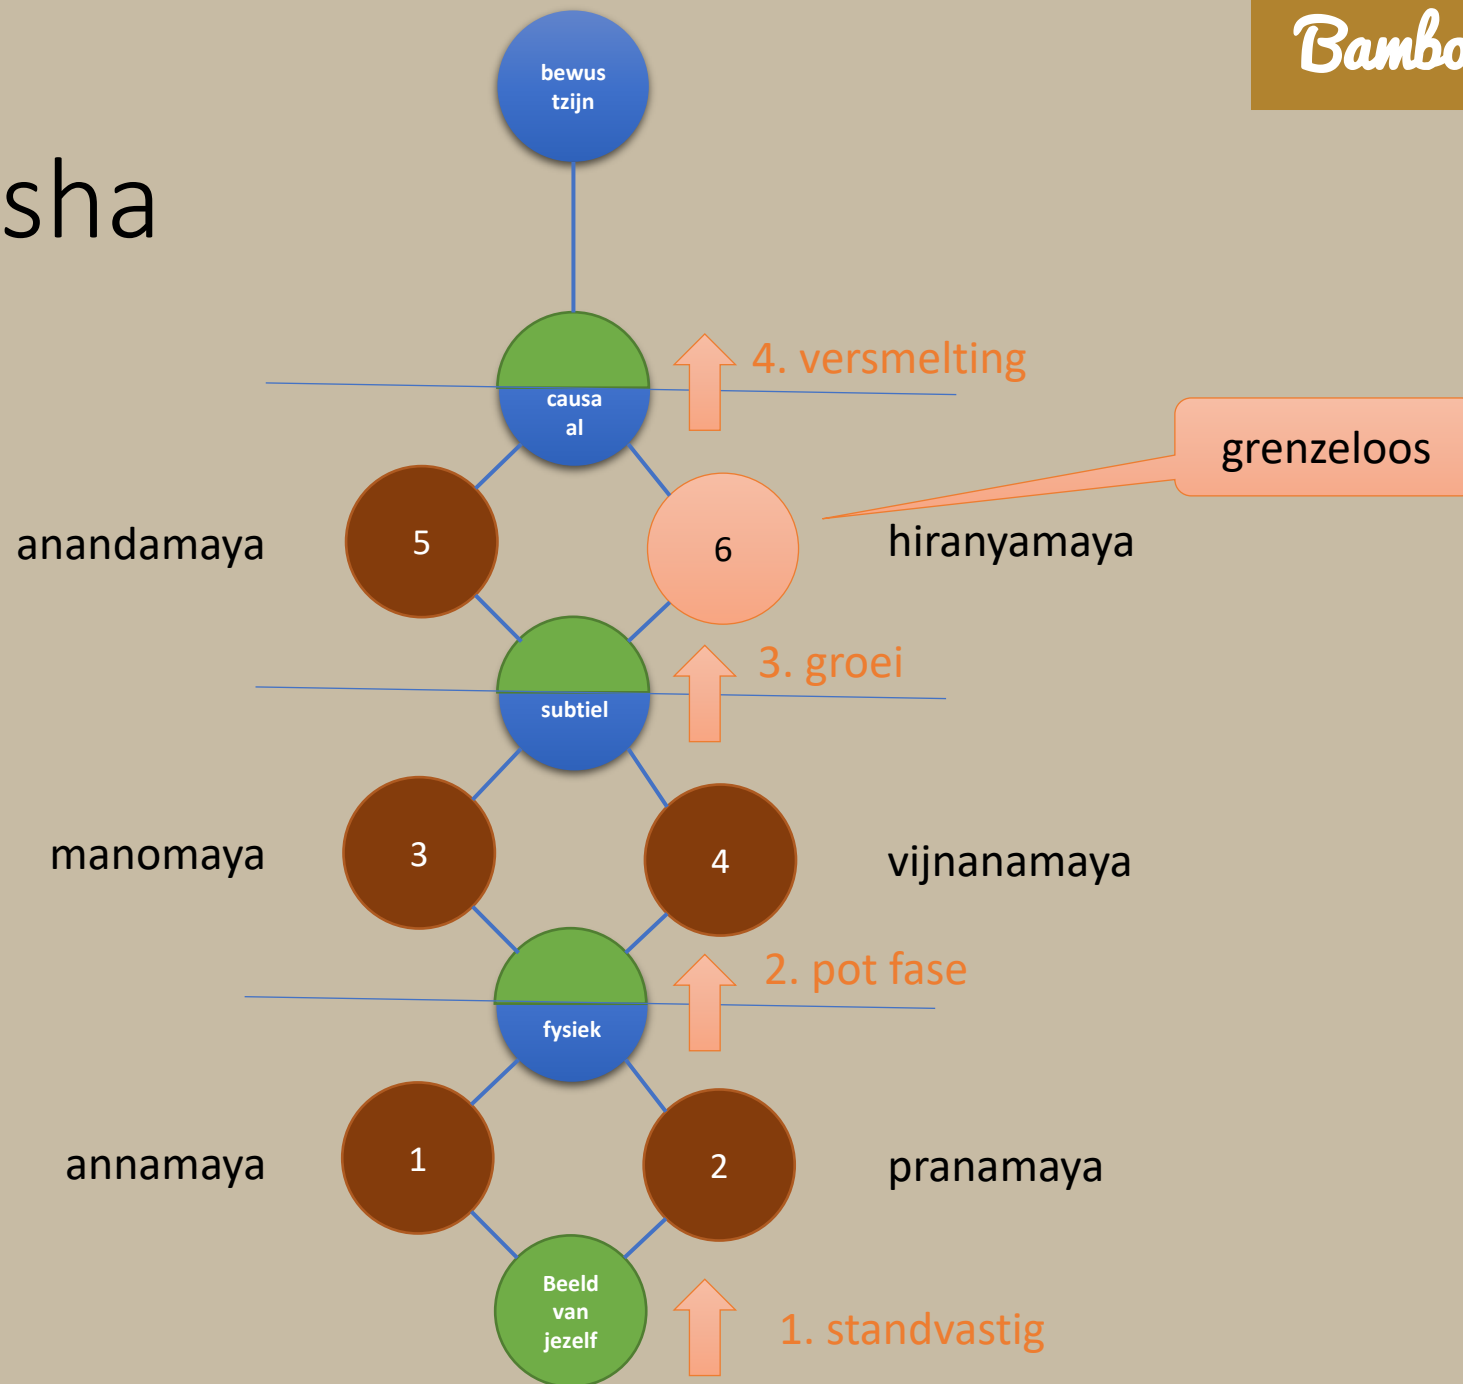 Bambo
sha
bewus
tzijn
4. versmelting
causa
al
grenzeloos
anandamaya
5
6
hiranyamaya
3. groei
subtiel
manomaya
3
4
vijnanamaya
2. pot fase
fysiek
annamaya
1
2
pranamaya
Beeld
van
jezelf
1. standvastig